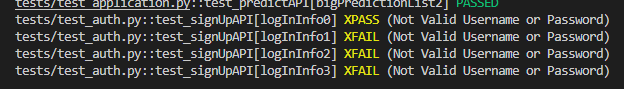 tests/test_application.py::test_predictAPI[bigPredictionList2] PASSED
tests/test_auth.py::test_signUpAPI[logInInfo0] XPASS (Not Valid Username or Password)
tests/test_auth.py::test_signUpAPI[logInInfo1] XFAIL (Not Valid Username or Password)
tests/test_auth.py::test_signUpAPI[logInInfo2] XFAIL (Not Valid Username or Password)
tests/test_auth.py::test_signUpAPI[logInInfo3] XFAIL (Not Valid Username or Password)